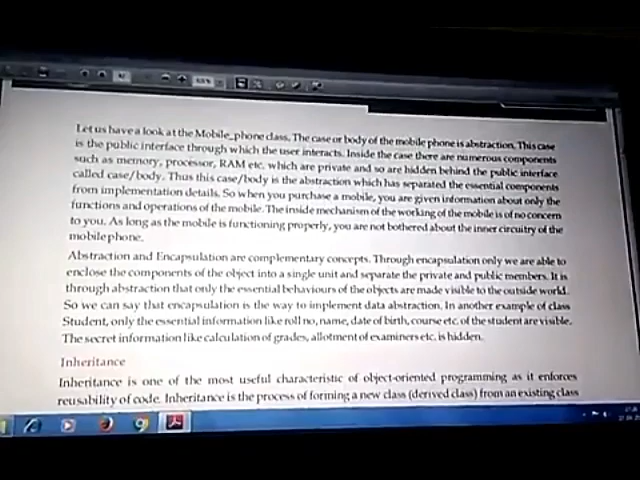 Let us have a look at the Mobile_phone class. The case or body of the mobile phone is abstraction. This case
is the public interface through which the user interacts. Inside the case there are numerous components
such as memory, processor, RAM etc. which are private and so are hidden behind the public interface
called case/body. Thus this case/body is the abstraction which has separated the essential components
from implementation details. So when you purchase a mobile, you are given information about only the
functions and operations of the mobile. The inside mechanism of the working of the mobile is of no concern
to you. As long as the mobile is functioning properly, you are not bothered about the inner circuitry of the
mobile phone.
Abstraction and Encapsulation are complementary concepts. Through encapsulation only we are able to
enclose the components of the object into a single unit and separate the private and public members. It is
through abstraction that only the essential behaviours of the objects are made visible to the outside world.
So we can say that encapsulation is the way to implement data abstraction. In another example of class
Student, only the essential information like roll no, name, date of birth, course etc. of the student are visible.
The secret information like calculation of grades, allotment of examiners etc. is hidden.
Inheritance
Inheritance is one of the most useful characteristic of object-oriented programming as it enforces
reusability of code. Inheritance is the process of forming a new class (derived class) from an existing class